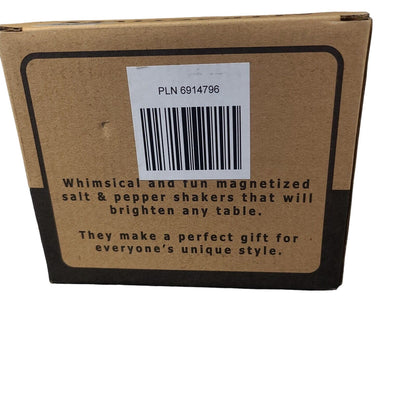 PLN 6914796
Whimsical and fun magnetized
salt & pepper shakers that will
brighten any table.
They make a perfect gift for
everyone's unique style.